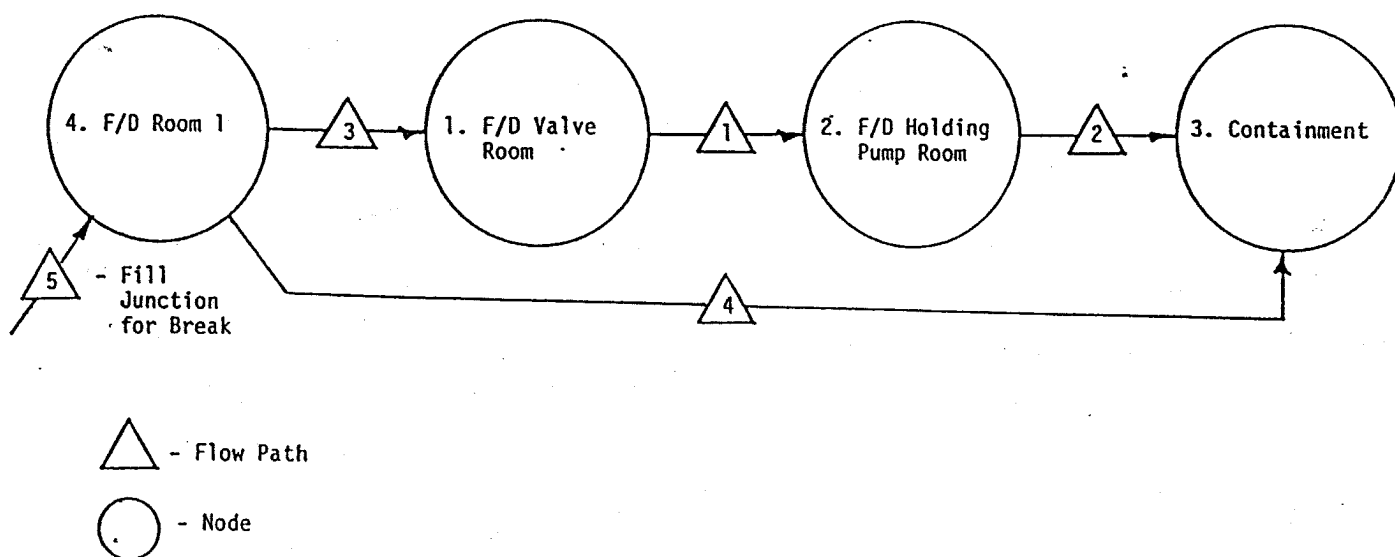 4. F/D Room 1
3
1. F/D Valve
Room
1
2. F/D Holding
Pump Room
2
3. Containment
5
- Fill
Junction
for Break
4
- Flow Path
- Node